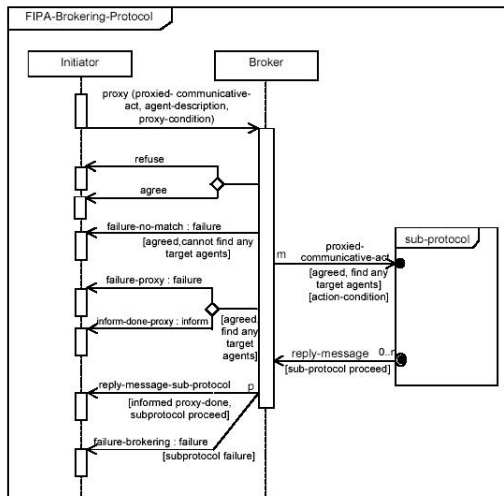 FIPA-Brokering-Protocol
Initiator
Broker
proxy (proxied- communicative-
act, agent-description,
proxy-condition)
refuse
agree
failure-no-match : failure
[agreed,cannot find any
target agents]
m
proxied-
communicative-act
[agreed, find any
target agents]
[action-condition]
sub-protocol
failure-proxy : failure
inform-done-proxy : inform
[agreed,
find any
target
agents]
reply-message
[sub-protocol proceed]
reply-message-sub-protocol
p
[informed proxy-done,
subprotocol proceed]
failure-brokering : failure
[subprotocol failure]